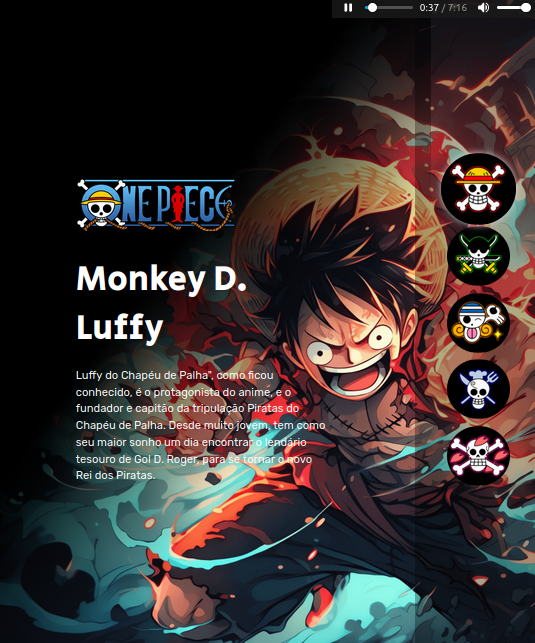 0:37 / 7:16
ONE PIECE
Monkey D.
Luffy
Luffy do Chapéu de Palha", como ficou
conhecido, é o protagonista do anime, e o
fundador e capitão da tripulação Piratas do
Chapéu de Palha. Desde muito jovem, tem como
seu maior sonho um dia encontrar o lendário
tesouro de Gol D. Roger, para se tornar o novo
Rei dos Piratas.